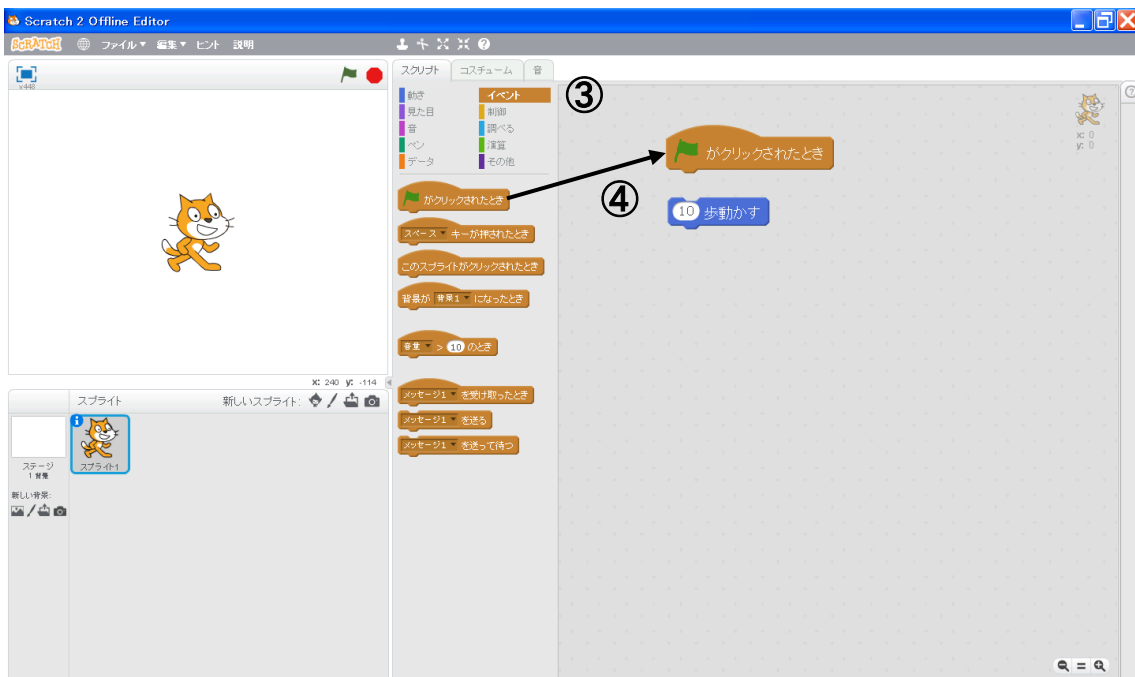 Scratch 2 Offline Editor
SCRATCH ファイル 編集 ヒント 説明
v448
スクリプト コスチューム 音
動き イベント
見た目 制御
音 調べる
ペン 演算
データ その他
③
④
がクリックされたとき
スペース キーが押されたとき
このスプライトがクリックされたとき
背景が 背景1 になったとき
音量 > 10 のとき
メッセージ1 を受け取ったとき
メッセージ1 を送る
メッセージ1 を送って待つ
がクリックされたとき
10 歩動かす
x: 0
y: 0
X: 240 y: -114
スプライト 新しいスプライト:
スプライト1
ステージ
1 背景
新しい背景: